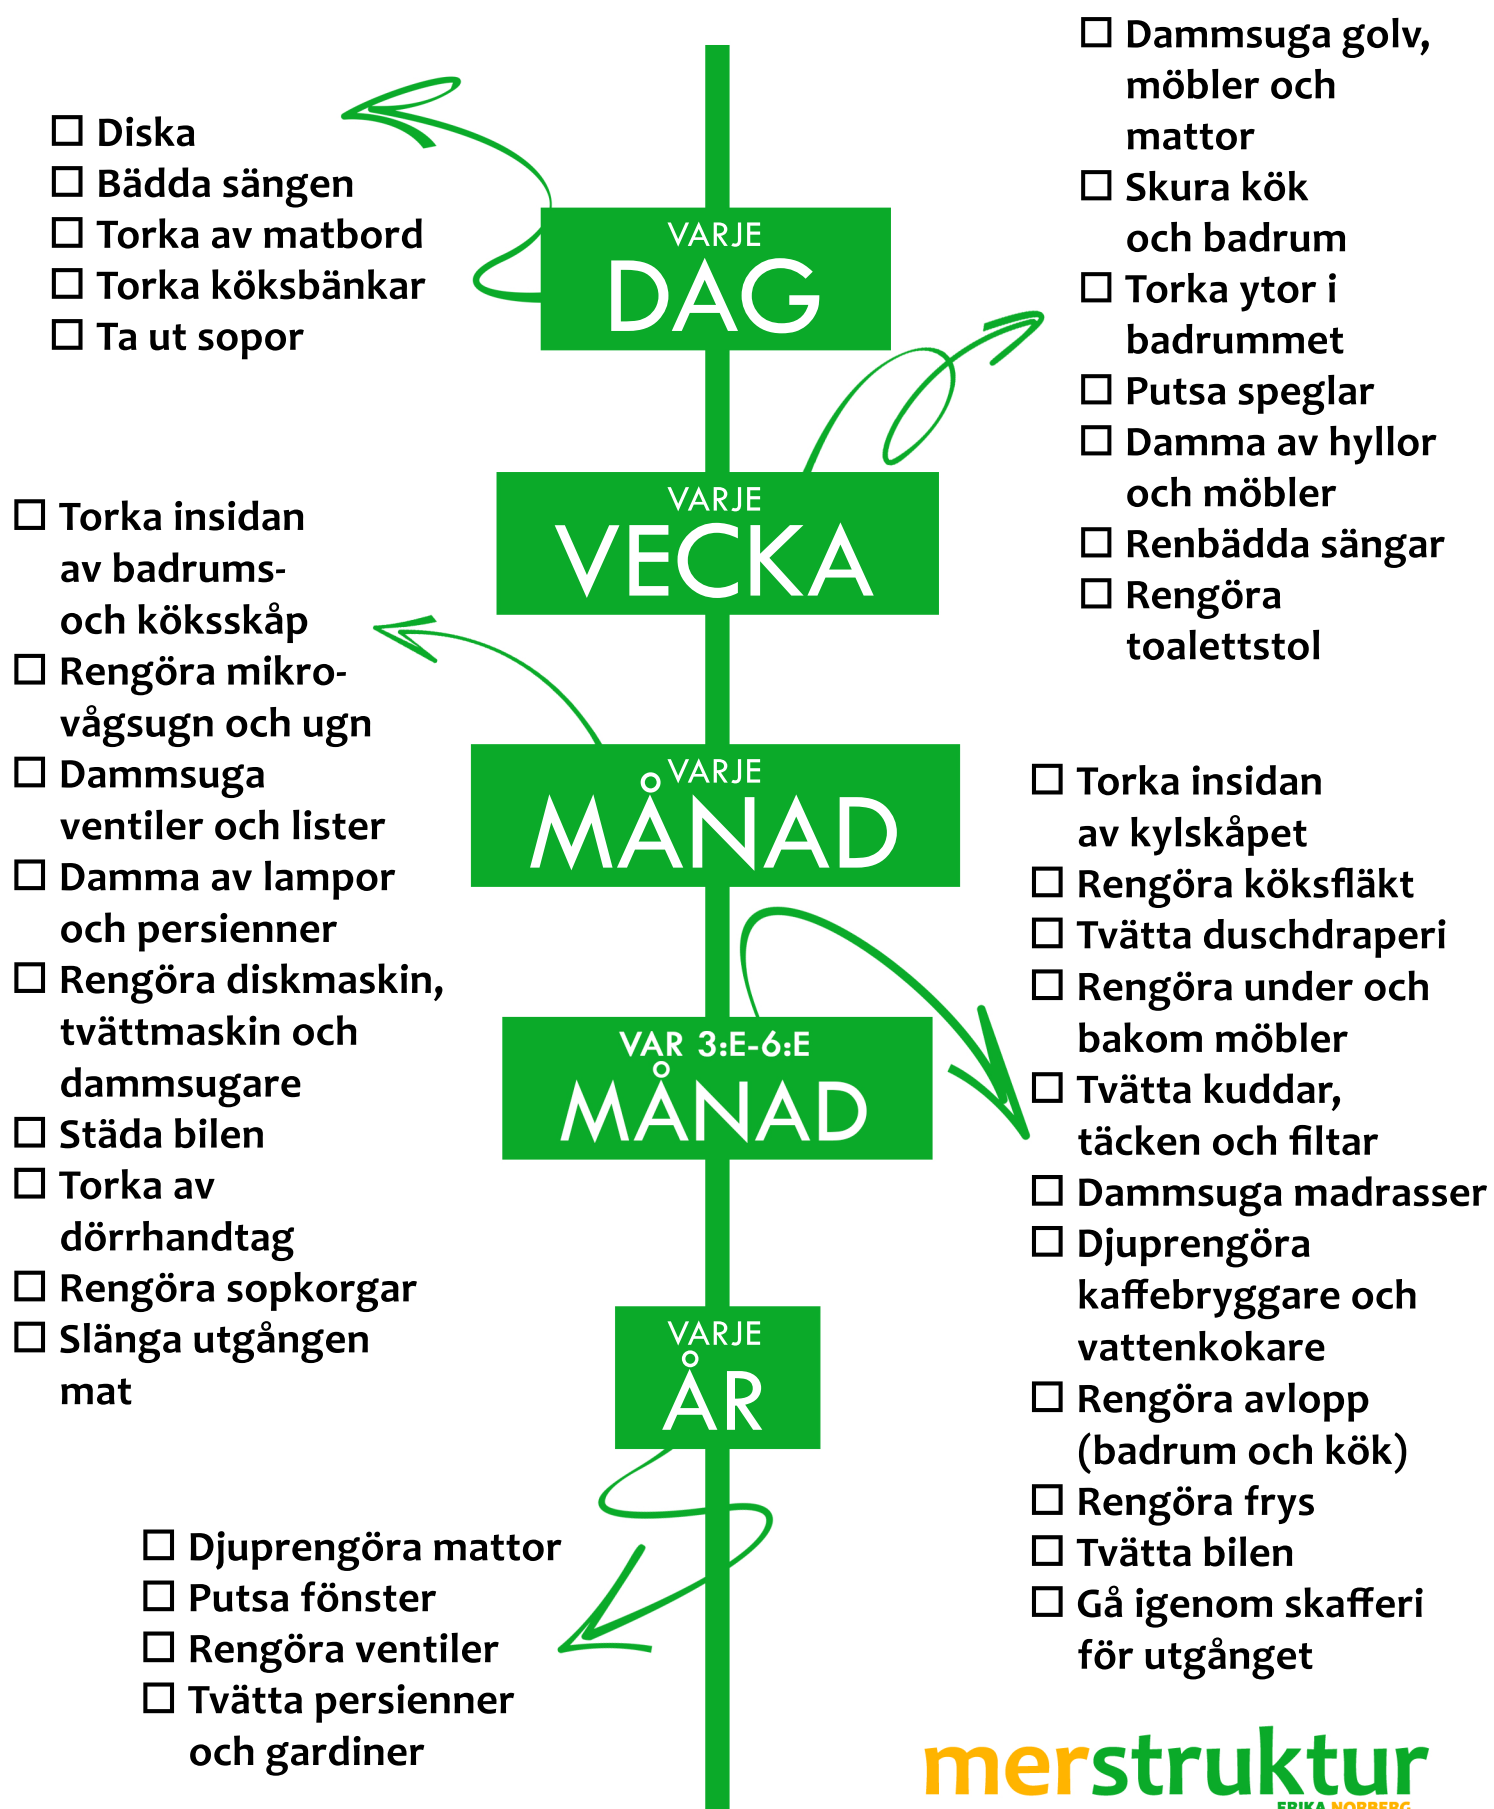 VARJE
DAG
☐ Diska
☐ Bädda sängen
☐ Torka av matbord
☐ Torka köksbänkar
☐ Ta ut sopor
VARJE
VECKA
☐ Dammsuga golv,
möbler och
mattor
☐ Skura kök
och badrum
☐ Torka ytor i
badrummet
☐ Putsa speglar
☐ Damma av hyllor
och möbler
☐ Renbädda sängar
☐ Rengöra
toalettstol
VARJE
MÅNAD
☐ Torka insidan
av badrums-
och köksskåp
☐ Rengöra mikro-
vågsugn och ugn
☐ Dammsuga
ventiler och lister
☐ Damma av lampor
och persienner
☐ Rengöra diskmaskin,
tvättmaskin och
dammsugare
☐ Städa bilen
☐ Torka av
dörrhandtag
☐ Rengöra sopkorgar
☐ Slänga utgången
mat
VAR 3:E-6:E
MÅNAD
☐ Torka insidan
av kylskåpet
☐ Rengöra köksfläkt
☐ Tvätta duschdraperi
☐ Rengöra under och
bakom möbler
☐ Tvätta kuddar,
täcken och filtar
☐ Dammsuga madrasser
☐ Djuprengöra
kaffebryggare och
vattenkokare
☐ Rengöra avlopp
(badrum och kök)
☐ Rengöra frys
☐ Tvätta bilen
☐ Gå igenom skafferi
för utgånget
VARJE
ÅR
☐ Djuprengöra mattor
☐ Putsa fönster
☐ Rengöra ventiler
☐ Tvätta persienner
och gardiner
merstruktur
ERIKA NORBERG